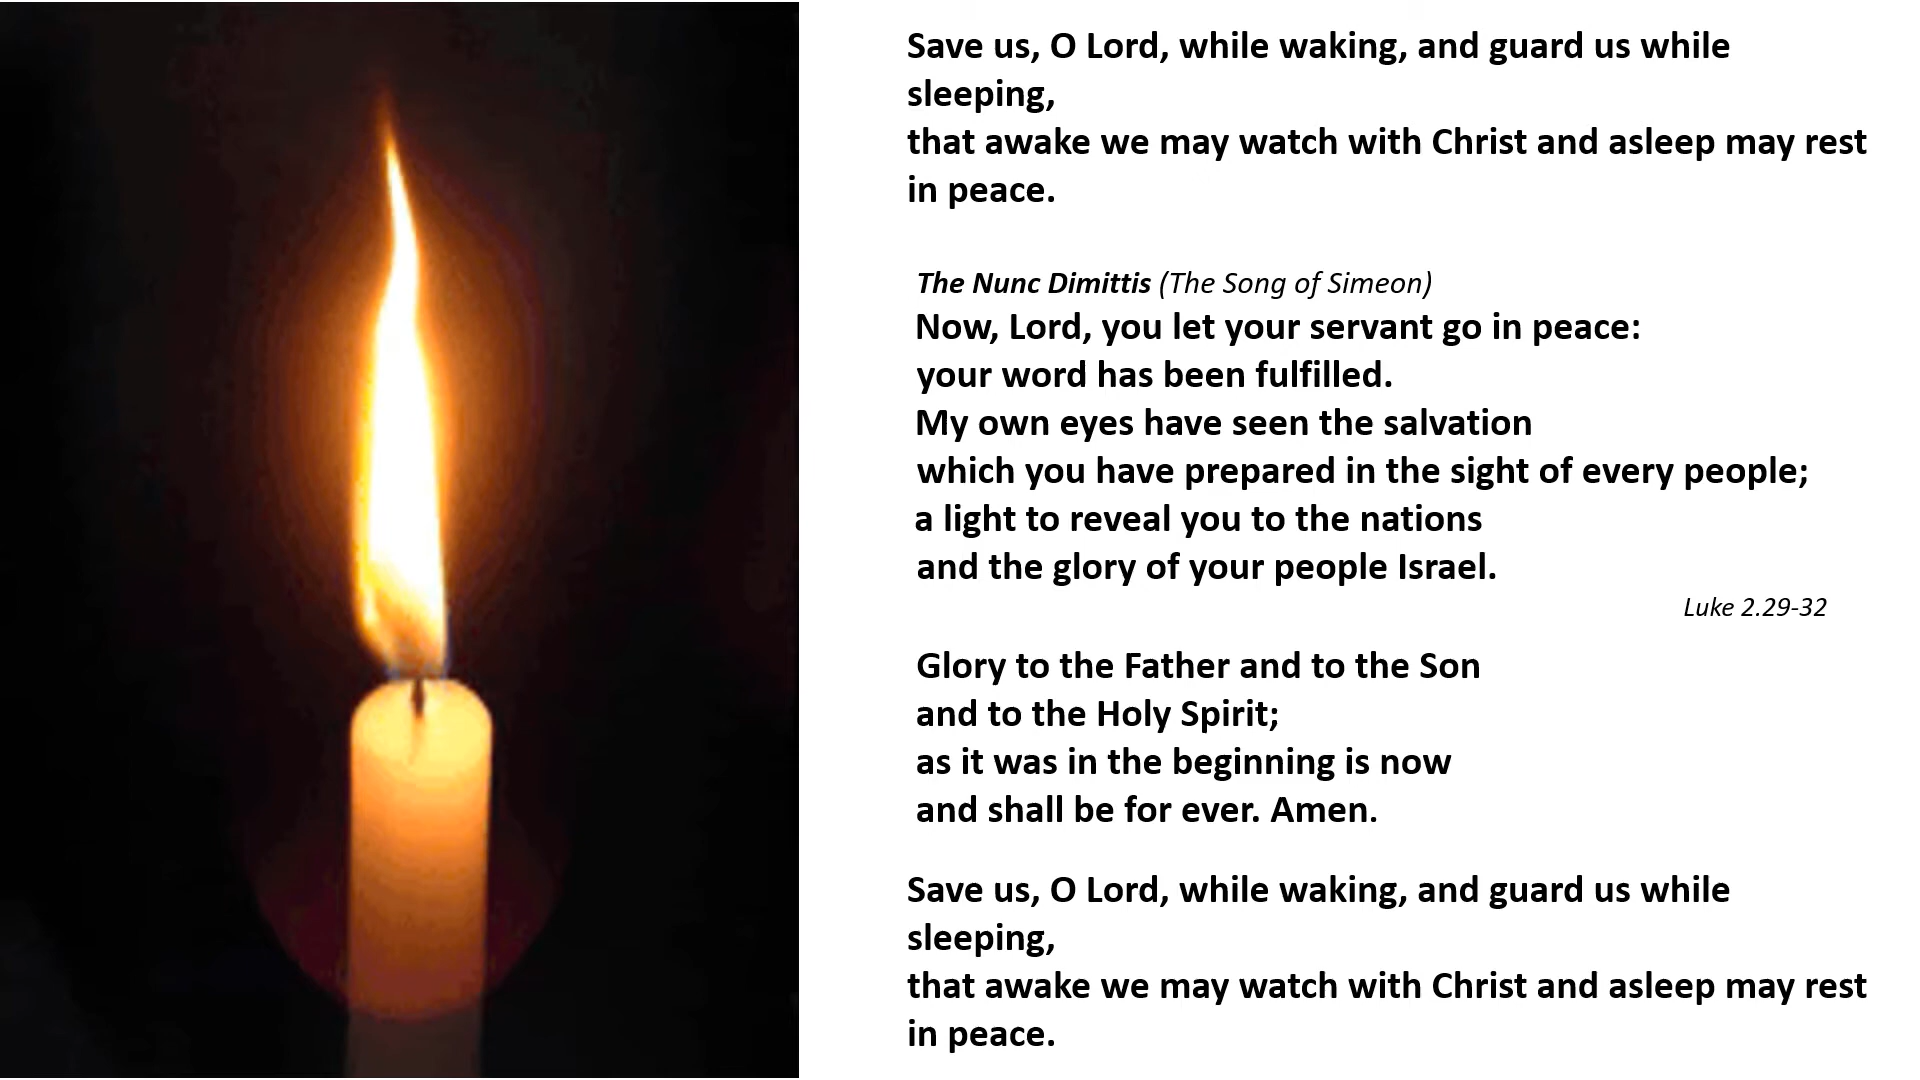 Save us, O Lord, while waking, and guard us while
sleeping,
that awake we may watch with Christ and asleep may rest
in peace.
The Nunc Dimittis (The Song of Simeon)
Now, Lord, you let your servant go in peace:
your word has been fulfilled.
My own eyes have seen the salvation
which you have prepared in the sight of every people;
a light to reveal you to the nations
and the glory of your people Israel.
Luke 2.29-32
Glory to the Father and to the Son
and to the Holy Spirit;
as it was in the beginning is now
and shall be for ever. Amen.
Save us, O Lord, while waking, and guard us while
sleeping,
that awake we may watch with Christ and asleep may rest
in peace.